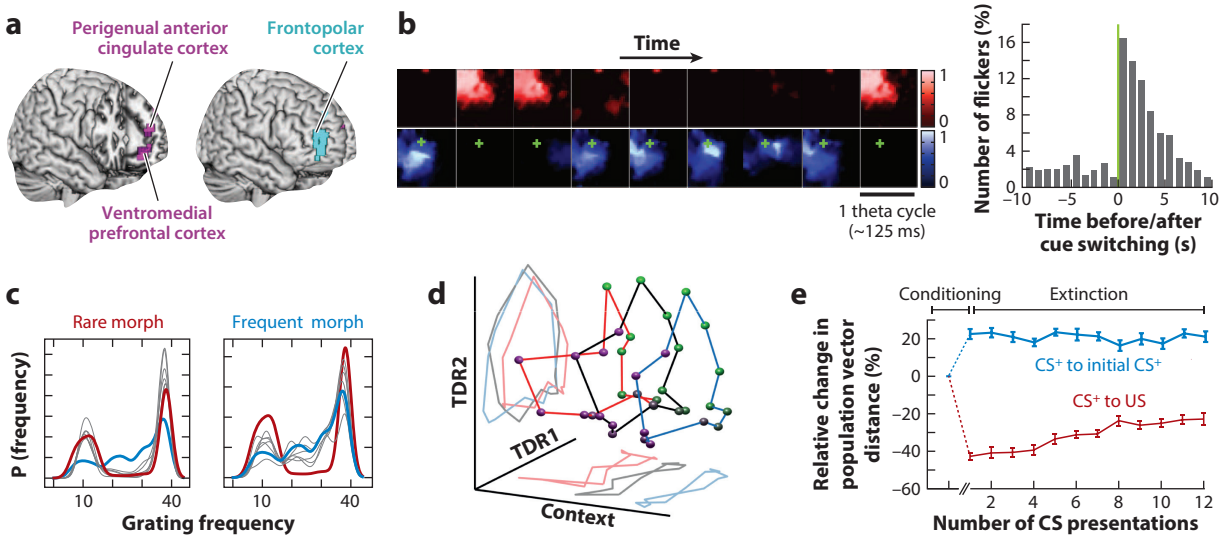 a
Perigenual anterior
cingulate cortex
Frontopolar
cortex
Ventromedial
prefrontal cortex
b
Time
1
0
1
0
1 theta cycle
(~125 ms)
Number of flickers (%)
16
12
8
4
0
–10
–5
0
5
10
Time before/after
cue switching (s)
c
Rare morph
Frequent morph
P (frequency)
10
40
10
40
Grating frequency
d
TDR2
TDR1
Context
e
Conditioning
Extinction
Relative change in
population vector
distance (%)
40
20
0
–20
–40
–60
CS+ to initial CS+
CS+ to US
2
4
6
8
10
12
Number of CS presentations